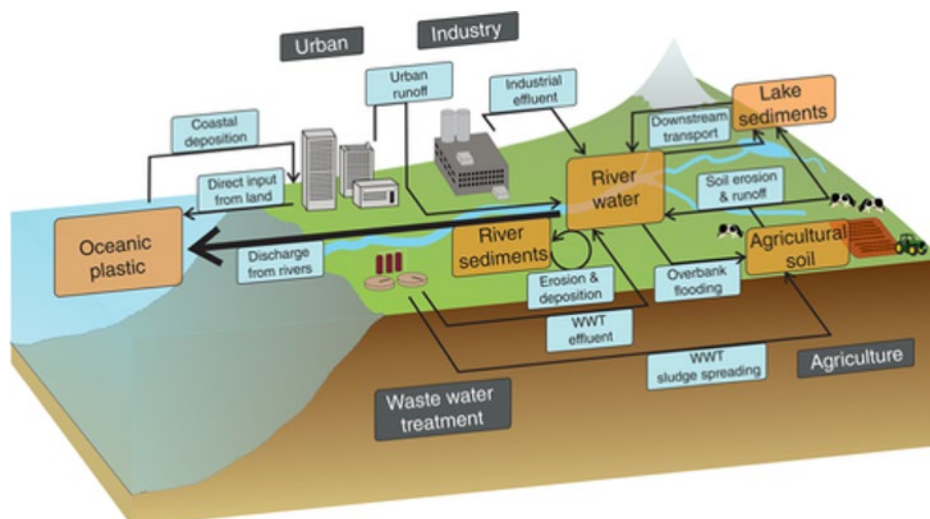 Urban
Industry
Urban
runoff
Industrial
effluent
Coastal
deposition
Downstream
transport
Lake
sediments
Direct input
from land
River
water
Soil erosion
& runoff
Oceanic
plastic
Discharge
from rivers
River
sediments
Agricultural
soil
Erosion &
deposition
Overbank
flooding
WWT
effluent
WWT
sludge spreading
Agriculture
Waste water
treatment